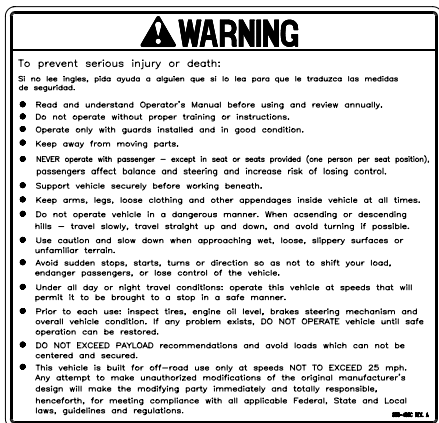 WARNING
To prevent serious injury or death:
Si no lee ingles, pida ayuda a alguien que si lo lea para que le traduzca las medidas
de seguridad.
● Read and understand Operator's Manual before using and review annually.
● Do not operate without proper training or instructions.
● Operate only with guards installed and in good condition.
● Keep away from moving parts.
● NEVER operate with passenger – except in seat or seats provided (one person per seat position),
passengers affect balance and steering and increase risk of losing control.
● Support vehicle securely before working beneath.
● Keep arms, legs, loose clothing and other appendages inside vehicle at all times.
● Do not operate vehicle in a dangerous manner. When acsending or descending
hills – travel slowly, travel straight up and down, and avoid turning if possible.
● Use caution and slow down when approaching wet, loose, slippery surfaces or
unfamiliar terrain.
● Avoid sudden stops, starts, turns or direction so as not to shift your load,
endanger passengers, or lose control of the vehicle.
● Under all day or night travel conditions: operate this vehicle at speeds that will
permit it to be brought to a stop in a safe manner.
● Prior to each use: inspect tires, engine oil level, brakes steering mechanism and
overall vehicle condition. If any problem exists, DO NOT OPERATE vehicle until safe
operation can be restored.
● DO NOT EXCEED PAYLOAD recommendations and avoid loads which can not be
centered and secured.
● This vehicle is built for off–road use only at speeds NOT TO EXCEED 25 mph.
Any attempt to make unauthorized modifications of the original manufacturer's
design will make the modifying party immediately and totally responsible,
henceforth, for meeting compliance with all applicable Federal, State and Local
laws, guidelines and regulations.